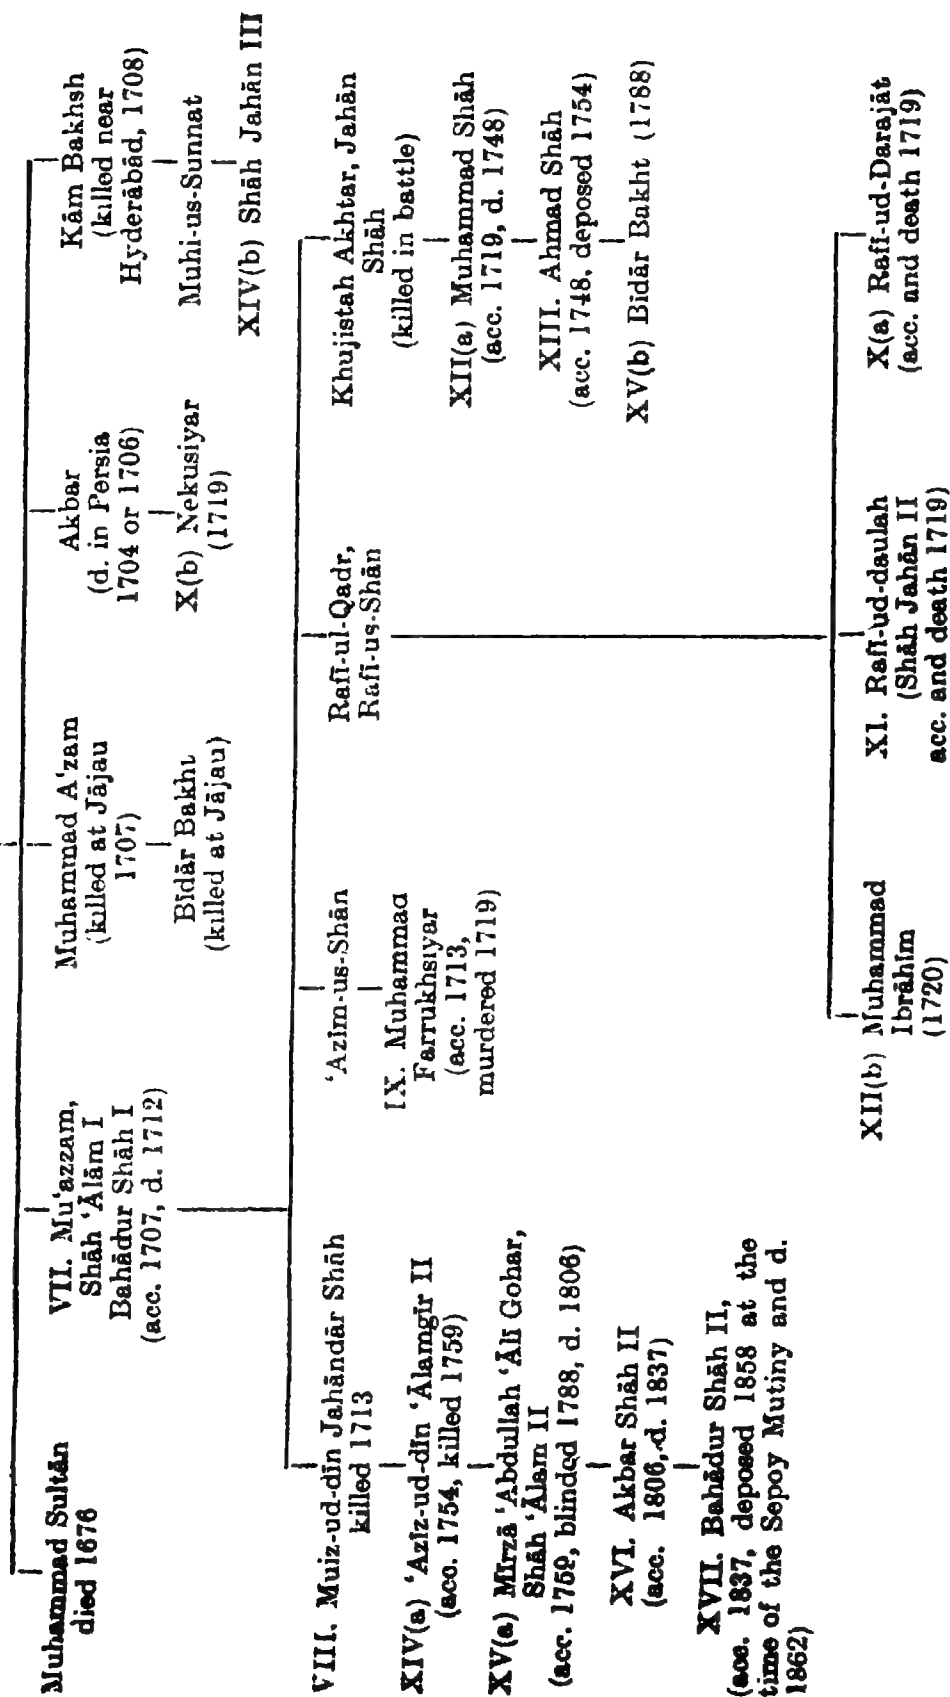 Muhammad Sultān
died 1676
VII. Mu‘azzam,
Shāh ‘Ālām I
Bahādur Shāh I
(acc. 1707, d. 1712)
Muhammad A‘zam
(killed at Jājau
1707)
Bīdār Bakht
(killed at Jājau)
Akbar
(d. in Persia
1704 or 1706)
X(b) Nekusiyar
(1719)
Kām Bakhsh
(killed near
Hyderābād, 1708)
Muhi-us-Sunnat
XIV(b) Shāh Jahān III
VIII. Muiz-ud-dīn Jahāndār Shāh
killed 1713
XIV(a) ‘Azīz-ud-dīn ‘Ālamgīr II
(acc. 1754, killed 1759)
XV(a) Mīrzā ‘Abdullah ‘Ālī Gohar,
Shāh ‘Ālam II
(acc. 1759, blinded 1788, d. 1806)
XVI. Akbar Shāh II
(acc. 1806, d. 1837)
XVII. Bahādur Shāh II,
(acc. 1837, deposed 1858 at the
time of the Sepoy Mutiny and d.
1862)
‘Azīm-us-Shān
IX. Muhammad
Farrukhsiyar
(acc. 1713,
murdered 1719)
Rafī-ul-Qadr,
Rafī-us-Shān
Khujistah Akhtar, Jahān
Shāh
(killed in battle)
XII(a) Muhammad Shāh
(acc. 1719, d. 1748)
XIII. Ahmad Shāh
(acc. 1748, deposed 1754)
XV(b) Bīdār Bakht (1788)
XII(b) Muhammad
Ibrāhīm
(1720)
XI. Rafī-ud-daulah
(Shāh Jahān II
acc. and death 1719)
X(a) Rafī-ud-Darajāt
(acc. and death 1719)